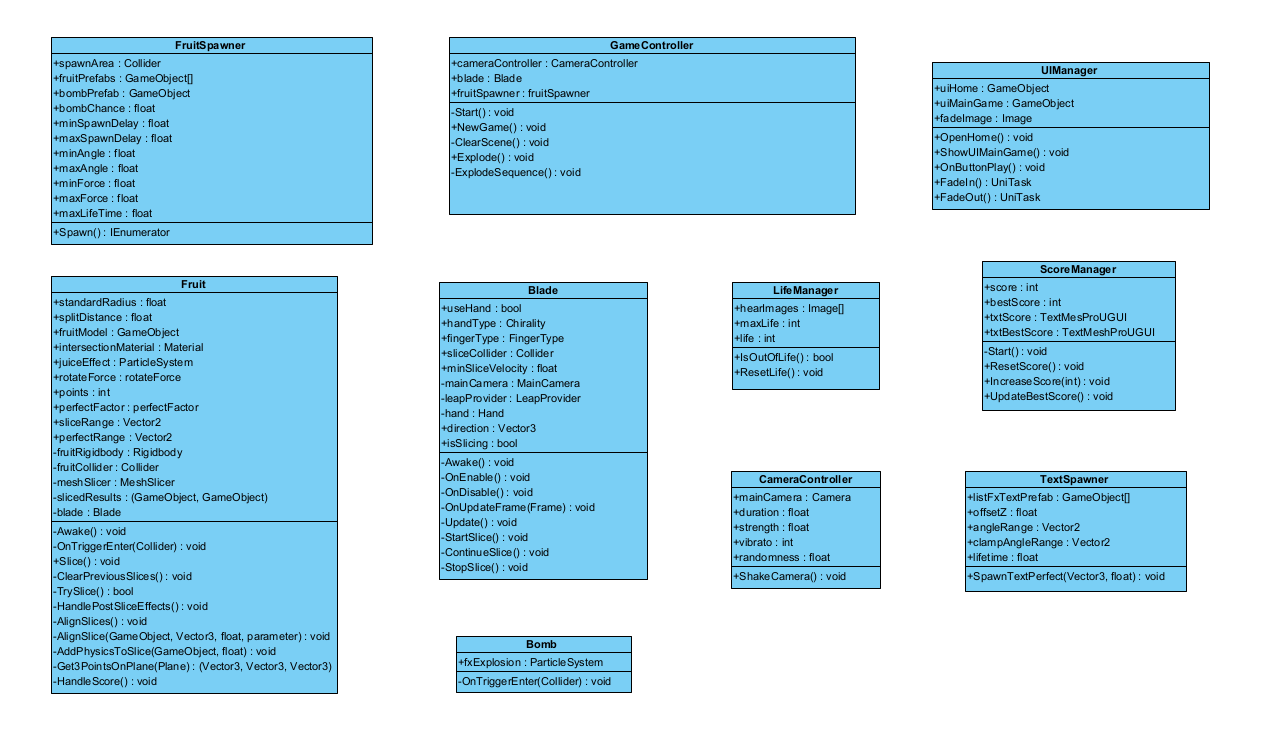 FruitSpawner
+spawnArea : Collider
+fruitPrefabs : GameObject[]
+bombPrefab : GameObject
+bombChance : float
+minSpawnDelay : float
+maxSpawnDelay : float
+minAngle : float
+maxAngle : float
+minForce : float
+maxForce : float
+maxLifeTime : float
+Spawn() : IEnumerator
GameController
+cameraController : CameraController
+blade : Blade
+fruitSpawner : fruitSpawner
-Start() : void
+NewGame() : void
-ClearScene() : void
+Explode() : void
-ExplodeSequence() : void
UIManager
+uiHome : GameObject
+uiMainGame : GameObject
+fadeImage : Image
+OpenHome() : void
+ShowUIMainGame() : void
+OnButtonPlay() : void
+FadeIn() : UniTask
+FadeOut() : UniTask
Fruit
+standardRadius : float
+splitDistance : float
+fruitModel : GameObject
+intersectionMaterial : Material
+juiceEffect : ParticleSystem
+rotateForce : rotateForce
+points : int
+perfectFactor : perfectFactor
+sliceRange : Vector2
+perfectRange : Vector2
-fruitRigidbody : Rigidbody
-fruitCollider : Collider
-meshSlicer : MeshSlicer
-slicedResults : (GameObject, GameObject)
-blade : Blade
-Awake() : void
-OnTriggerEnter(Collider) : void
+Slice() : void
-ClearPreviousSlices() : void
-TrySlice() : bool
-HandlePostSliceEffects() : void
-AlignSlices() : void
-AlignSlice(GameObject, Vector3, float, parameter) : void
-AddPhysicsToSlice(GameObject, float) : void
-Get3PointsOnPlane(Plane) : (Vector3, Vector3, Vector3)
-HandleScore() : void
Blade
+useHand : bool
+handType : Chirality
+fingerType : FingerType
+sliceCollider : Collider
+minSliceVelocity : float
-mainCamera : MainCamera
-leapProvider : LeapProvider
-hand : Hand
+direction : Vector3
+isSlicing : bool
-Awake() : void
-OnEnable() : void
-OnDisable() : void
-OnUpdateFrame(Frame) : void
-Update() : void
-StartSlice() : void
-ContinueSlice() : void
-StopSlice() : void
LifeManager
+hearImages : Image[]
+maxLife : int
+life : int
+IsOutOfLife() : bool
+ResetLife() : void
ScoreManager
+score : int
+bestScore : int
+txtScore : TextMesProUGUI
+txtBestScore : TextMeshProUGUI
-Start() : void
+ResetScore() : void
+IncreaseScore(int) : void
+UpdateBestScore() : void
CameraController
+mainCamera : Camera
+duration : float
+strength : float
+vibrato : int
+randomness : float
+ShakeCamera() : void
TextSpawner
+listFxTextPrefab : GameObject[]
+offsetZ : float
+angleRange : Vector2
+clampAngleRange : Vector2
+lifetime : float
+SpawnTextPerfect(Vector3, float) : void
Bomb
+fxExplosion : ParticleSystem
-OnTriggerEnter(Collider) : void